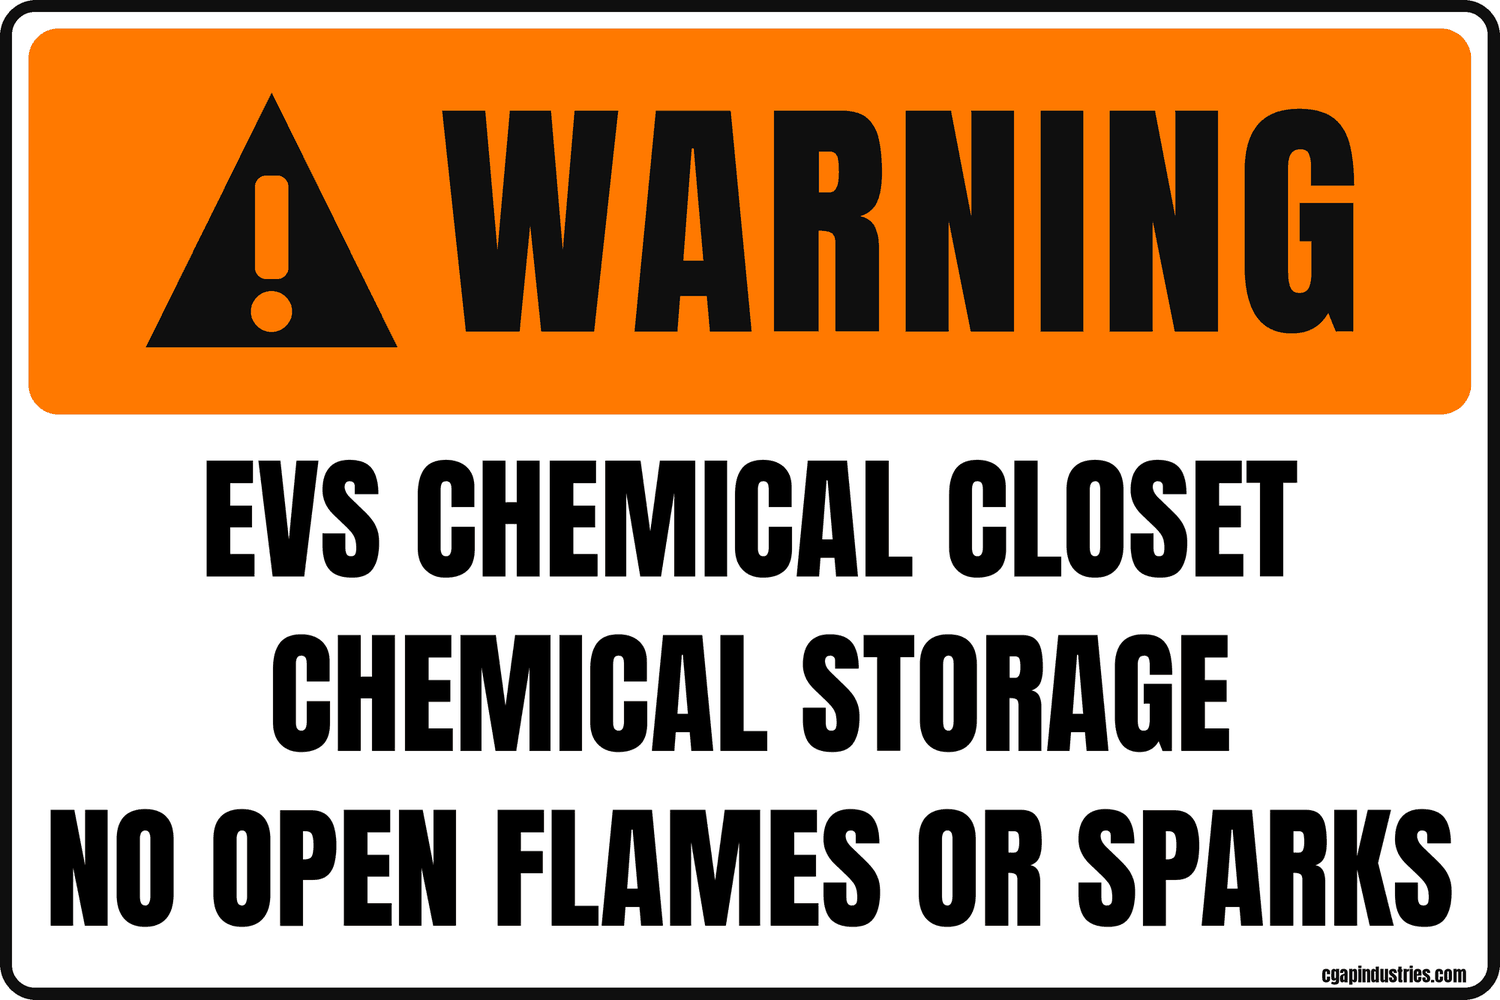 WARNING
EVS CHEMICAL CLOSET
CHEMICAL STORAGE
NO OPEN FLAMES OR SPARKS
cgapindustries.com